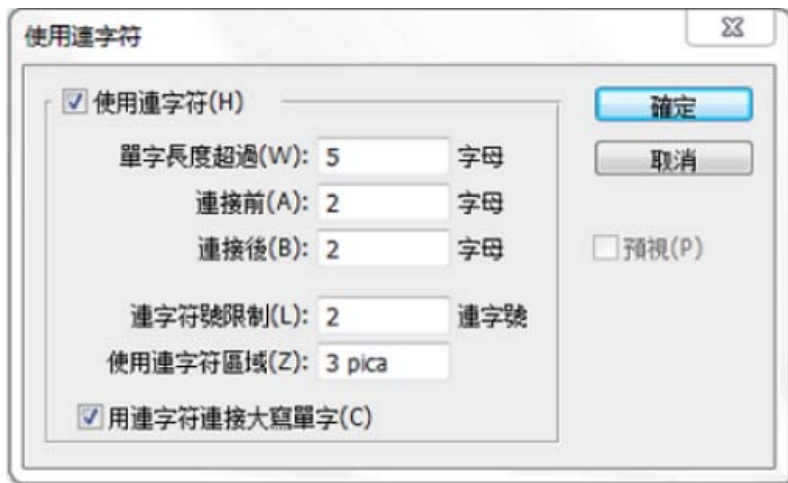 使用連字符
使用連字符(H)
確定
單字長度超過(W): 5 字母
取消
連接前(A): 2 字母
連接後(B): 2 字母
預視(P)
連字符號限制(L): 2 連字號
使用連字符區域(Z): 3 pica
用連字符連接大寫單字(C)